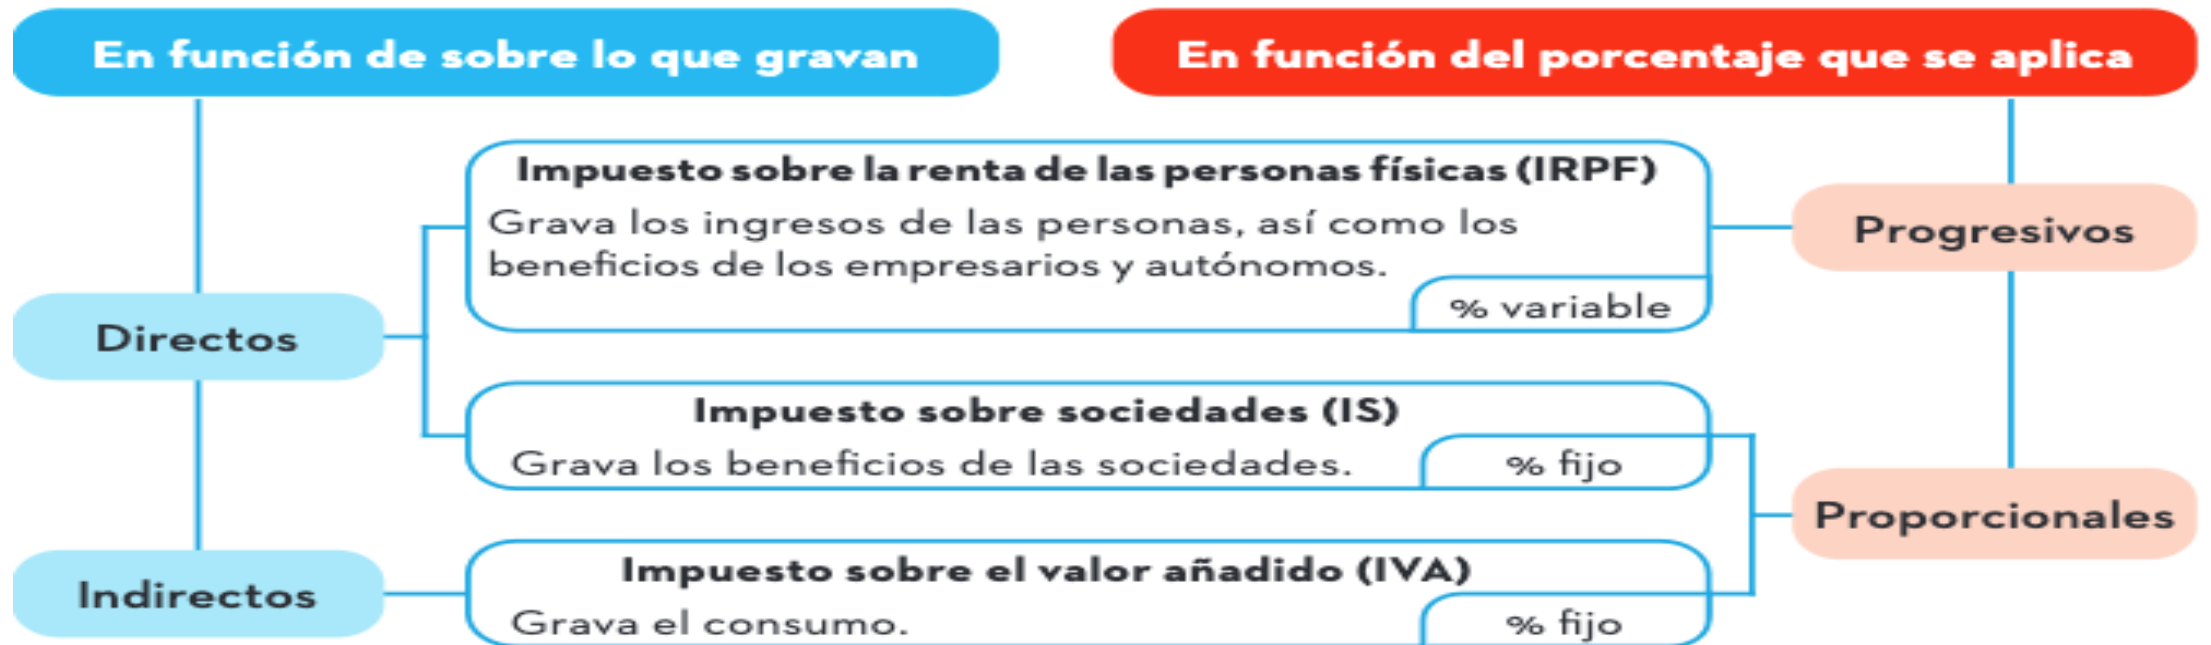 En función de sobre lo que gravan
En función del porcentaje que se aplica
Impuesto sobre la renta de las personas físicas (IRPF)
Grava los ingresos de las personas, así como los
beneficios de los empresarios y autónomos.
% variable
Progresivos
Directos
Impuesto sobre sociedades (IS)
Grava los beneficios de las sociedades.
% fijo
Proporcionales
Indirectos
Impuesto sobre el valor añadido (IVA)
Grava el consumo.
% fijo